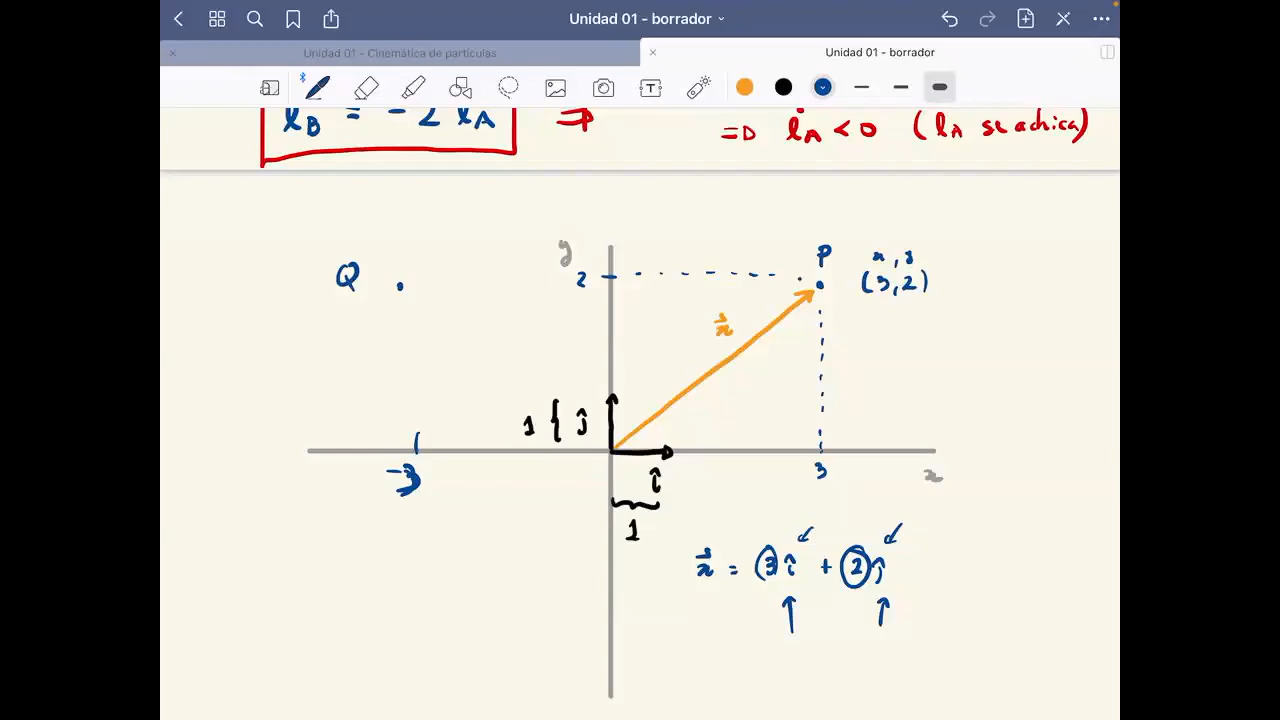 Unidad 01 - borrador
Unidad 01 - Cinemática de partículas
Unidad 01 - borrador
l̇B = - 2 l̇A ⇒
⇒ l̇A < 0 (lA se achica)
y
2
P
x, y
(3,2)
Q
1 { ĵ
-3
3
x
î
1
= 3 î + 2 ĵ